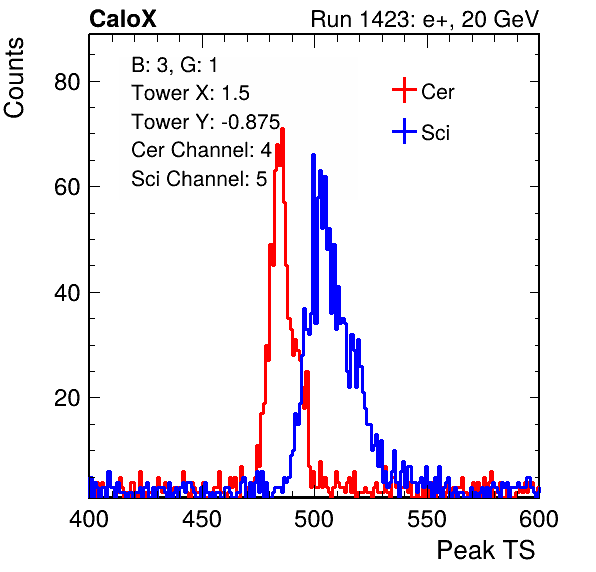 CaloX Run 1423: e+, 20 GeV
Counts
B: 3, G: 1
Tower X: 1.5
Tower Y: -0.875
Cer Channel: 4
Sci Channel: 5
Cer
Sci
80
60
40
20
400 450 500 550 600
Peak TS